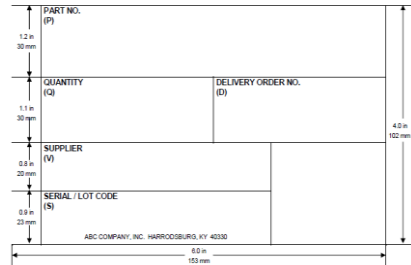 PART NO.
(P)
1.2 in
30 mm
QUANTITY
(Q)
DELIVERY ORDER NO.
(D)
1.1 in
30 mm
4.0 in
102 mm
SUPPLIER
(V)
0.8 in
20 mm
SERIAL / LOT CODE
(S)
0.9 in
23 mm
ABC COMPANY, INC. HARRODSBURG, KY 40330
6.0 in
153 mm